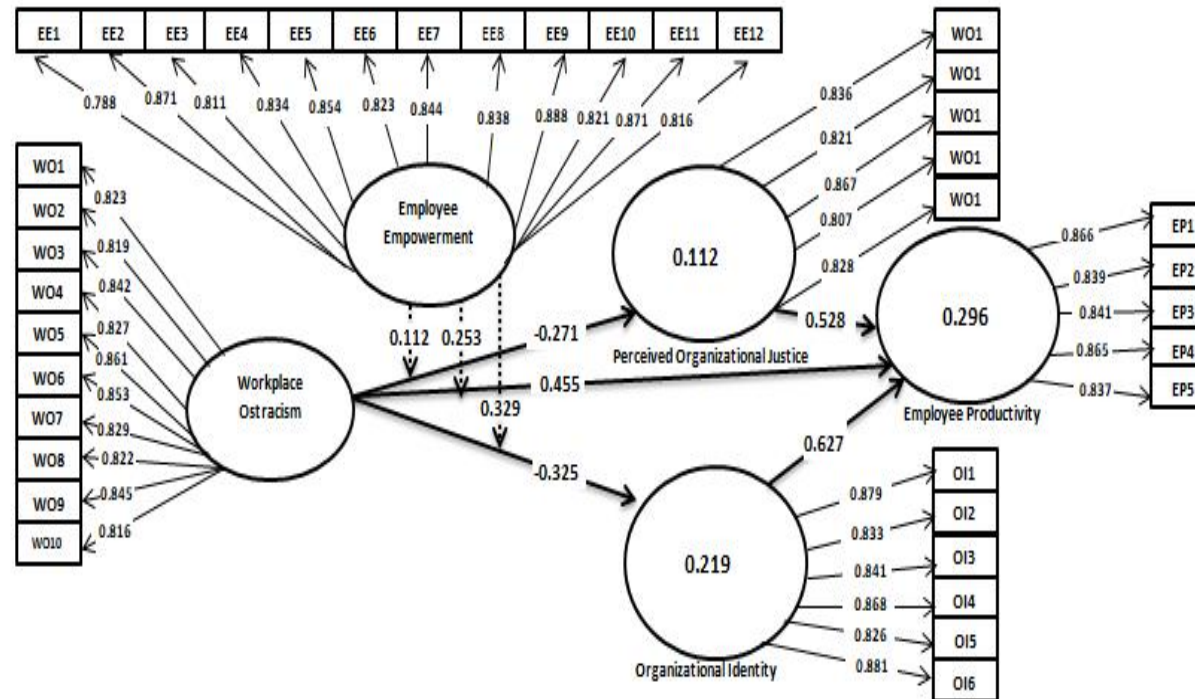 EE1 EE2 EE3 EE4 EE5 EE6 EE7 EE8 EE9 EE10 EE11 EE12
0.788 0.871 0.811 0.834 0.854 0.823 0.844 0.838 0.888 0.821 0.871 0.816
WO1
WO2
WO3
WO4
WO5
WO6
WO7
WO8
WO9
WO10
0.823
0.819
0.842
0.827
0.861
0.853
0.829
0.822
0.845
0.816
Employee
Empowerment
Workplace
Ostracism
0.112
0.253
0.329
-0.271
0.455
-0.325
0.112
Perceived Organizational Justice
0.836
0.821
0.867
0.807
0.828
WO1
WO1
WO1
WO1
WO1
0.528
0.627
0.296
Employee Productivity
0.866
0.839
0.841
0.865
0.837
EP1
EP2
EP3
EP4
EP5
0.219
Organizational Identity
0.879
0.833
0.841
0.868
0.826
0.881
OI1
OI2
OI3
OI4
OI5
OI6